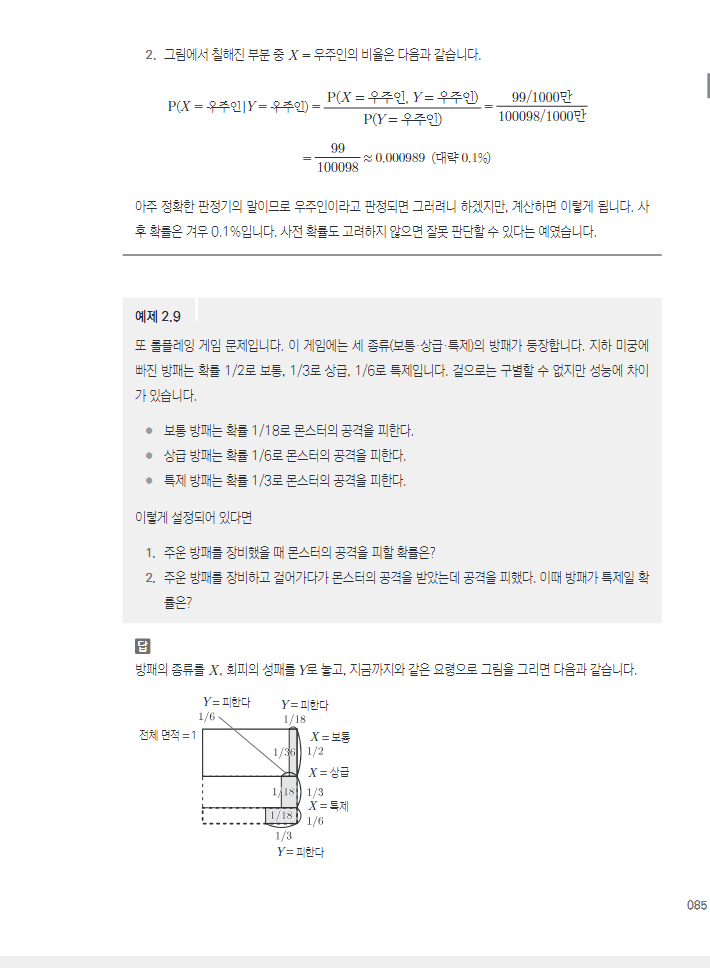 2. 그림에서 칠해진 부분 중 X = 우주인의 비율은 다음과 같습니다.
P(X = 우주인|Y = 우주인) = P(X = 우주인, Y = 우주인) / P(Y = 우주인) = 99/1000만 / 100098/1000만
= 99/100098 ≈ 0.000989 (대략 0.1%)
아주 정확한 판정기의 말이므로 우주인이라고 판정되면 그러려니 하겠지만, 계산하면 이렇게 됩니다. 사
후 확률은 겨우 0.1%입니다. 사전 확률도 고려하지 않으면 잘못 판단할 수 있다는 예였습니다.
예제 2.9
또 롤플레잉 게임 문제입니다. 이 게임에는 세 종류(보통·상급·특제)의 방패가 등장합니다. 지하 미궁에
빠진 방패는 확률 1/2로 보통, 1/3로 상급, 1/6로 특제입니다. 겉으로는 구별할 수 없지만 성능에 차이
가 있습니다.
● 보통 방패는 확률 1/18로 몬스터의 공격을 피한다.
● 상급 방패는 확률 1/6로 몬스터의 공격을 피한다.
● 특제 방패는 확률 1/3로 몬스터의 공격을 피한다.
이렇게 설정되어 있다면
1. 주운 방패를 장비했을 때 몬스터의 공격을 피할 확률은?
2. 주운 방패를 장비하고 걸어가다가 몬스터의 공격을 받았는데 공격을 피했다. 이때 방패가 특제일 확
률은?
답
방패의 종류를 X, 회피의 성패를 Y로 놓고, 지금까지와 같은 요령으로 그림을 그리면 다음과 같습니다.
Y = 피한다 Y = 피한다
1/6 1/18
전체 면적 = 1 X = 보통
1/36 1/2
X = 상급
1/18 1/3
X = 특제
1/18 1/6
1/3
Y = 피한다
085